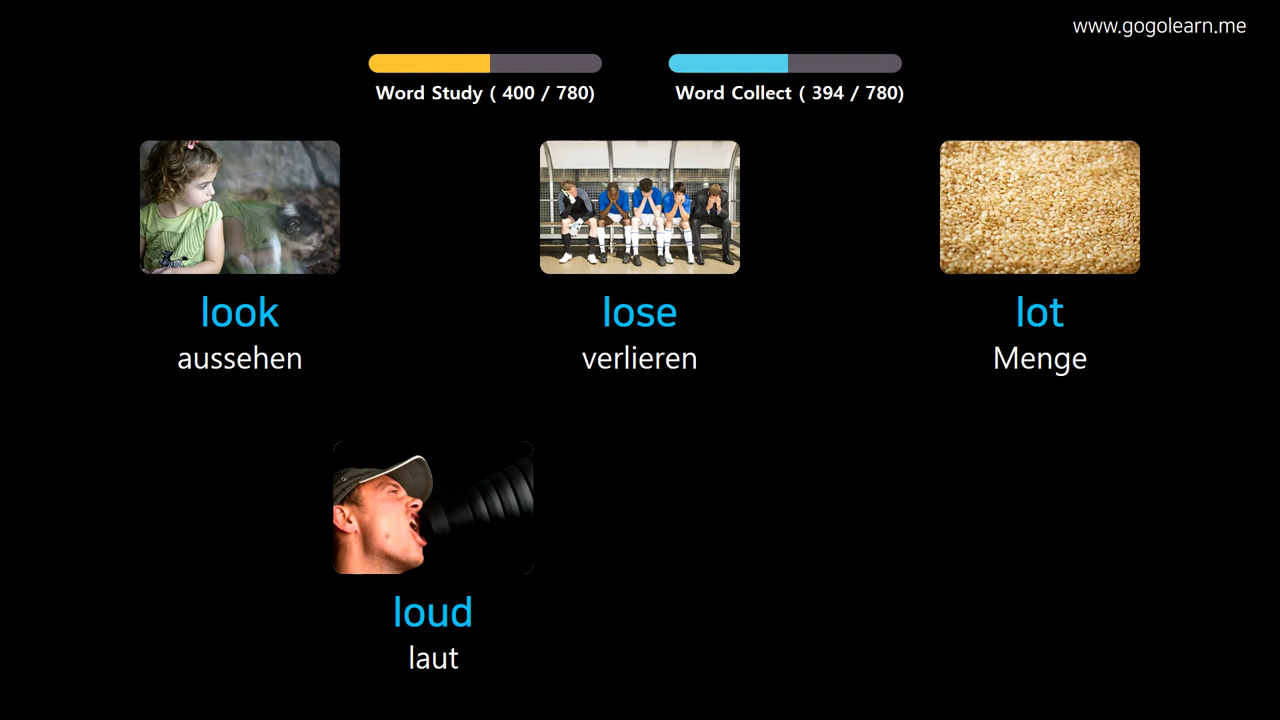 www.gogolearn.me
Word Study ( 400 / 780)
Word Collect ( 394 / 780)
look
aussehen
lose
verlieren
lot
Menge
loud
laut